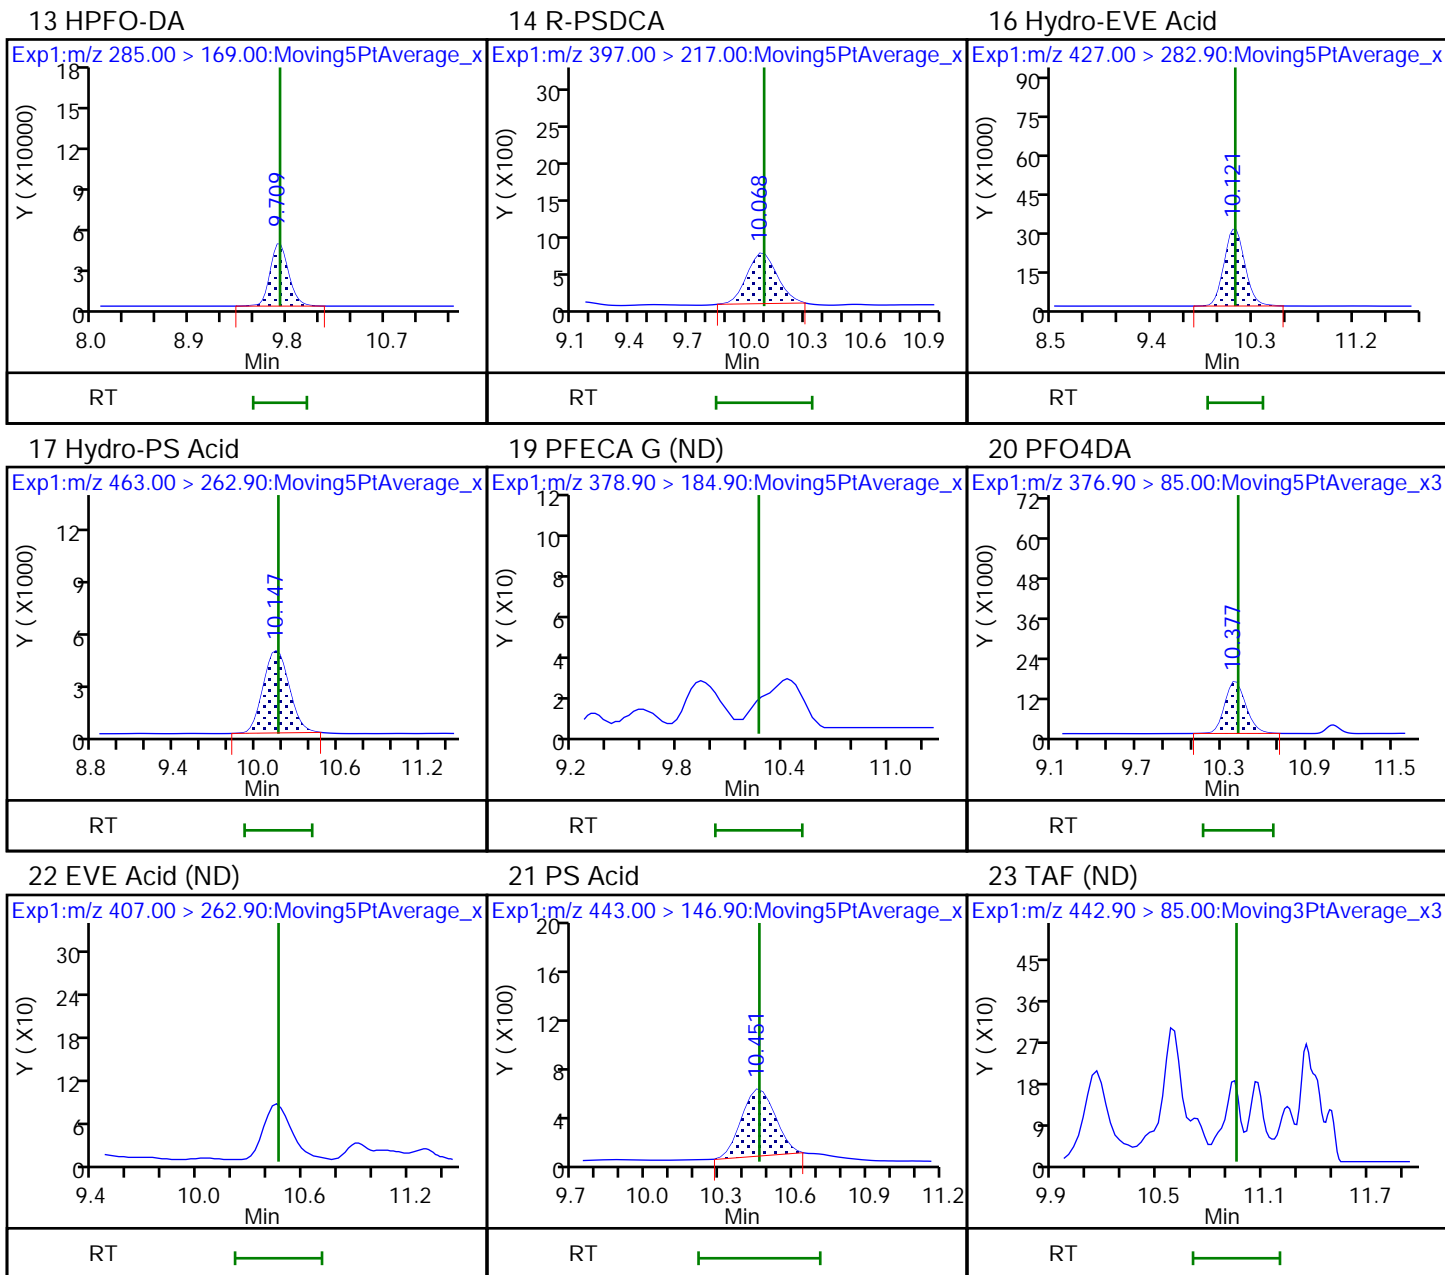 13 HPFO-DA
Exp1:m/z 285.00 > 169.00:Moving5PtAverage_x
Y ( X10000)
18
15
12
9
6
3
0
9.709
8.0 8.9 9.8 10.7
Min
RT
14 R-PSDCA
Exp1:m/z 397.00 > 217.00:Moving5PtAverage_x
Y ( X100)
30
25
20
15
10
5
0
10.068
9.1 9.4 9.7 10.0 10.3 10.6 10.9
Min
RT
16 Hydro-EVE Acid
Exp1:m/z 427.00 > 282.90:Moving5PtAverage_x
Y ( X1000)
90
75
60
45
30
15
0
10.121
8.5 9.4 10.3 11.2
Min
RT
17 Hydro-PS Acid
Exp1:m/z 463.00 > 262.90:Moving5PtAverage_x
Y ( X1000)
12
9
6
3
0
10.147
8.8 9.4 10.0 10.6 11.2
Min
RT
19 PFECA G (ND)
Exp1:m/z 378.90 > 184.90:Moving5PtAverage_x
Y ( X10)
12
10
8
6
4
2
0
9.2 9.8 10.4 11.0
Min
RT
20 PFO4DA
Exp1:m/z 376.90 > 85.00:Moving5PtAverage_x3
Y ( X1000)
72
60
48
36
24
12
0
10.377
9.1 9.7 10.3 10.9 11.5
Min
RT
22 EVE Acid (ND)
Exp1:m/z 407.00 > 262.90:Moving5PtAverage_x
Y ( X10)
30
24
18
12
6
0
9.4 10.0 10.6 11.2
Min
RT
21 PS Acid
Exp1:m/z 443.00 > 146.90:Moving5PtAverage_x
Y ( X100)
20
16
12
8
4
0
10.451
9.7 10.0 10.3 10.6 10.9 11.2
Min
RT
23 TAF (ND)
Exp1:m/z 442.90 > 85.00:Moving3PtAverage_x3
Y ( X10)
45
36
27
18
9
0
9.9 10.5 11.1 11.7
Min
RT